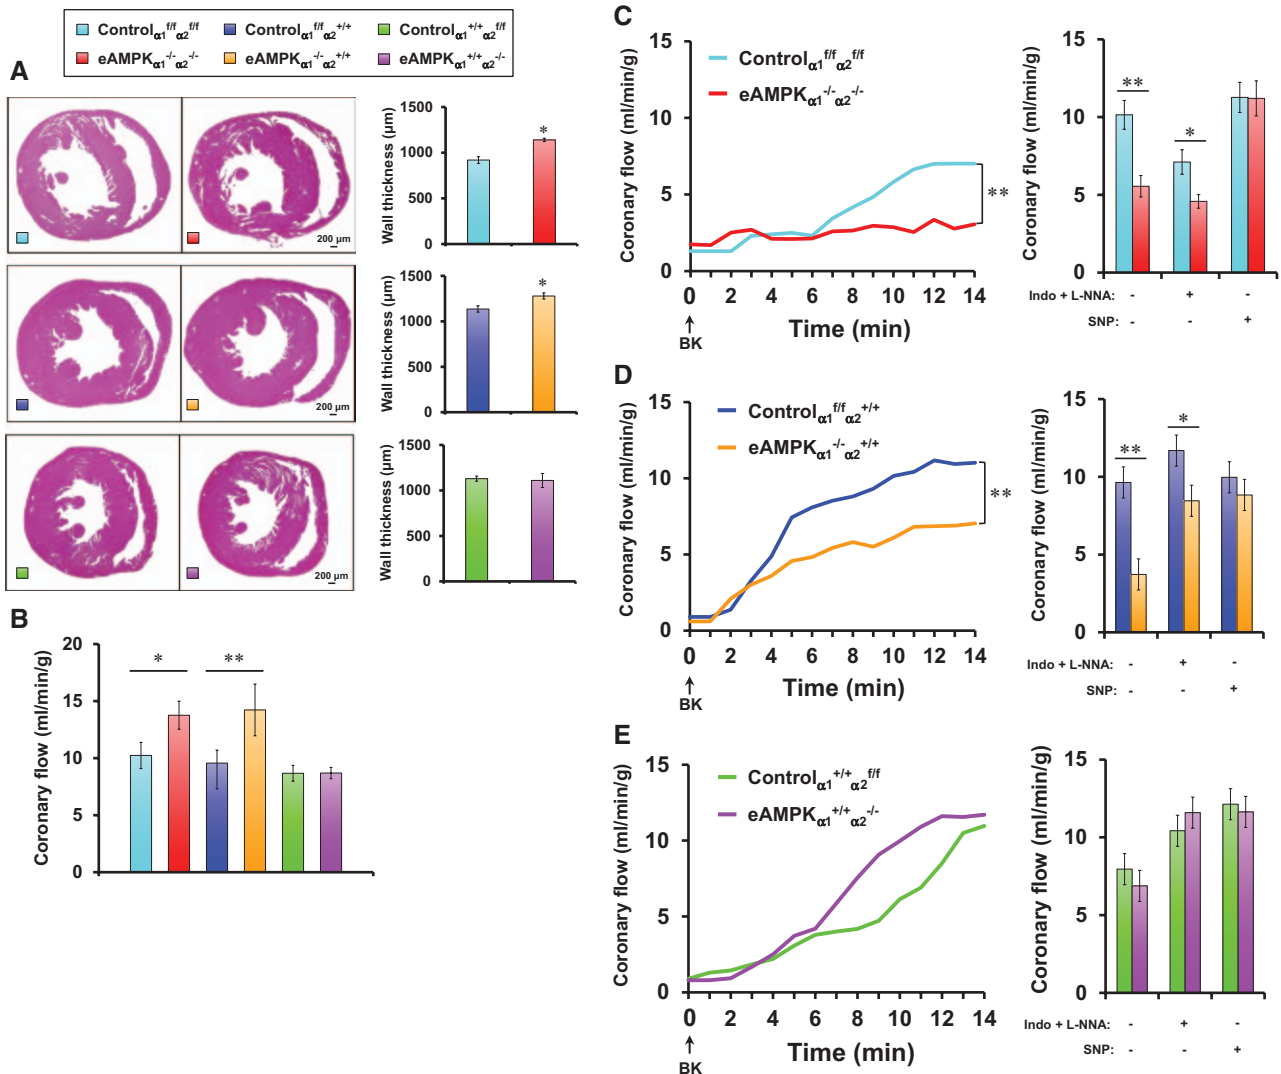 Controlα1f/fα2f/f Controlα1f/fα2+/+ Controlα1+/+α2f/f
eAMPKα1-/-α2-/- eAMPKα1-/-α2+/+ eAMPKα1+/+α2-/-
A
200 µm
Wall thickness (µm)
1500
1000
500
0
*
200 µm
Wall thickness (µm)
1500
1000
500
0
*
200 µm
Wall thickness (µm)
1500
1000
500
0
B
Coronary flow (ml/min/g)
20
15
10
5
0
* **
C
Coronary flow (ml/min/g)
15
10
5
0
Controlα1f/fα2f/f
eAMPKα1-/-α2-/-
**
0 2 4 6 8 10 12 14
Time (min)
BK
Coronary flow (ml/min/g)
15
10
5
0
** *
Indo + L-NNA: - + -
SNP: - - +
D
Coronary flow (ml/min/g)
15
10
5
0
Controlα1f/fα2+/+
eAMPKα1-/-α2+/+
**
0 2 4 6 8 10 12 14
Time (min)
BK
Coronary flow (ml/min/g)
15
10
5
0
** *
Indo + L-NNA: - + -
SNP: - - +
E
Coronary flow (ml/min/g)
15
10
5
0
Controlα1+/+α2f/f
eAMPKα1+/+α2-/-
0 2 4 6 8 10 12 14
Time (min)
BK
Coronary flow (ml/min/g)
15
10
5
0
Indo + L-NNA: - + -
SNP: - - +